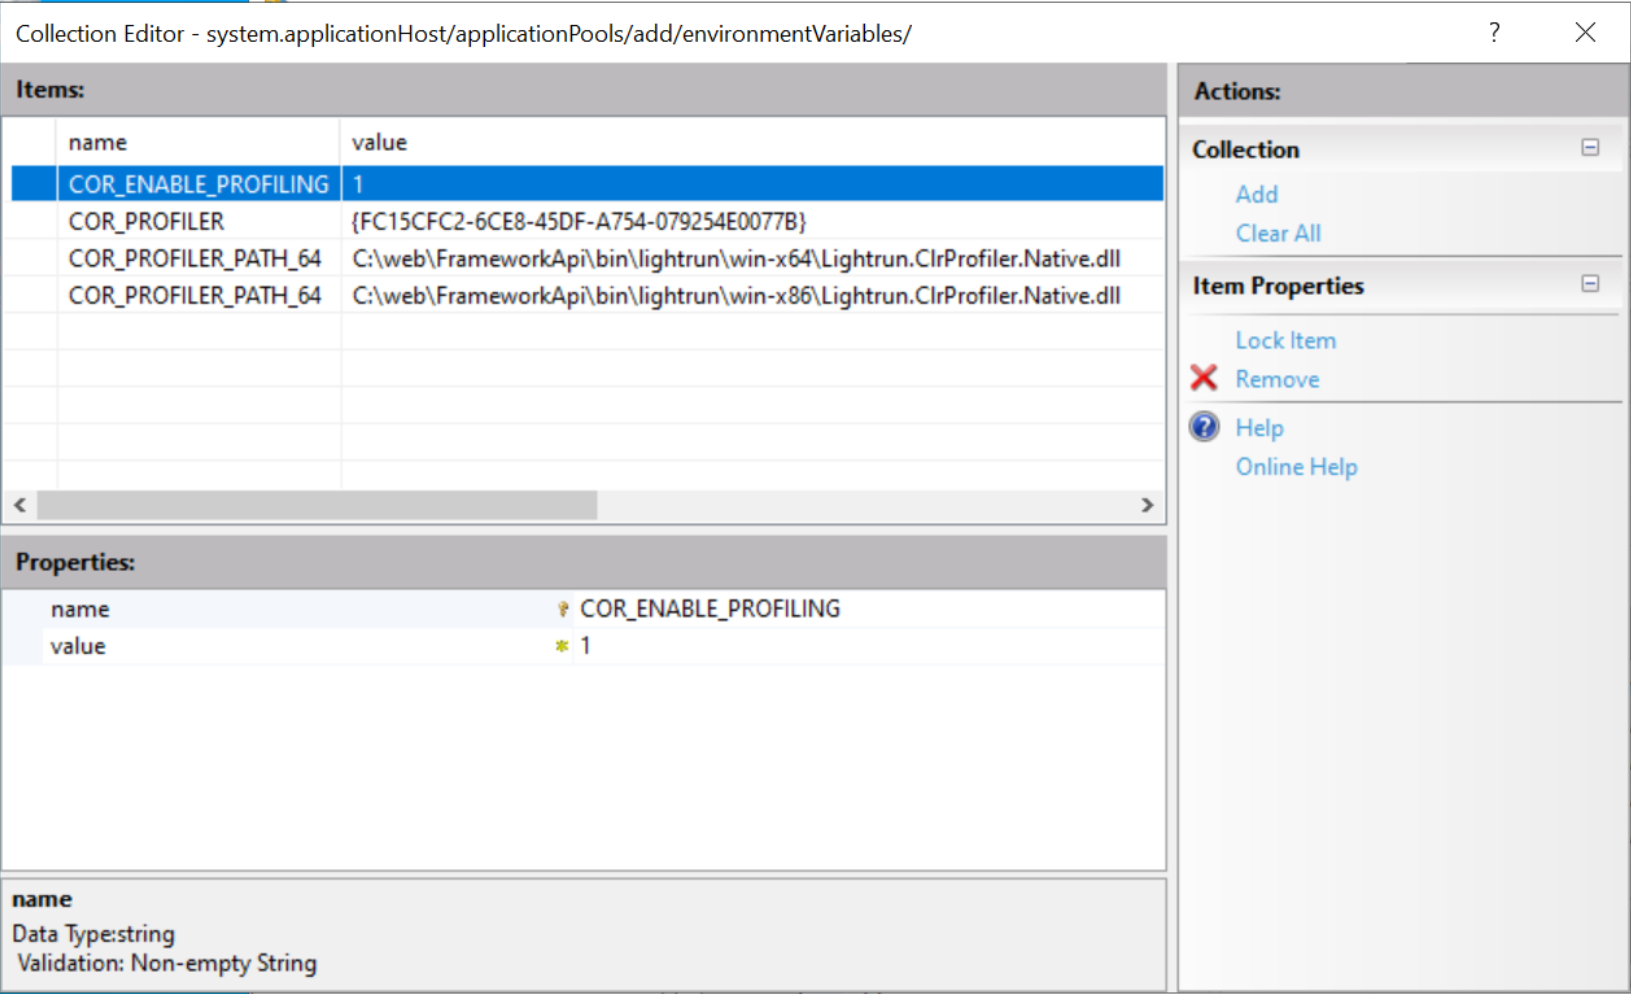 Collection Editor - system.applicationHost/applicationPools/add/environmentVariables/
?
Items:
name value
COR_ENABLE_PROFILING 1
COR_PROFILER {FC15CFC2-6CE8-45DF-A754-079254E0077B}
COR_PROFILER_PATH_64 C:\web\FrameworkApi\bin\lightrun\win-x64\Lightrun.ClrProfiler.Native.dll
COR_PROFILER_PATH_64 C:\web\FrameworkApi\bin\lightrun\win-x86\Lightrun.ClrProfiler.Native.dll
Properties:
name COR_ENABLE_PROFILING
value 1
name
Data Type:string
Validation: Non-empty String
Actions:
Collection
Add
Clear All
Item Properties
Lock Item
Remove
Help
Online Help